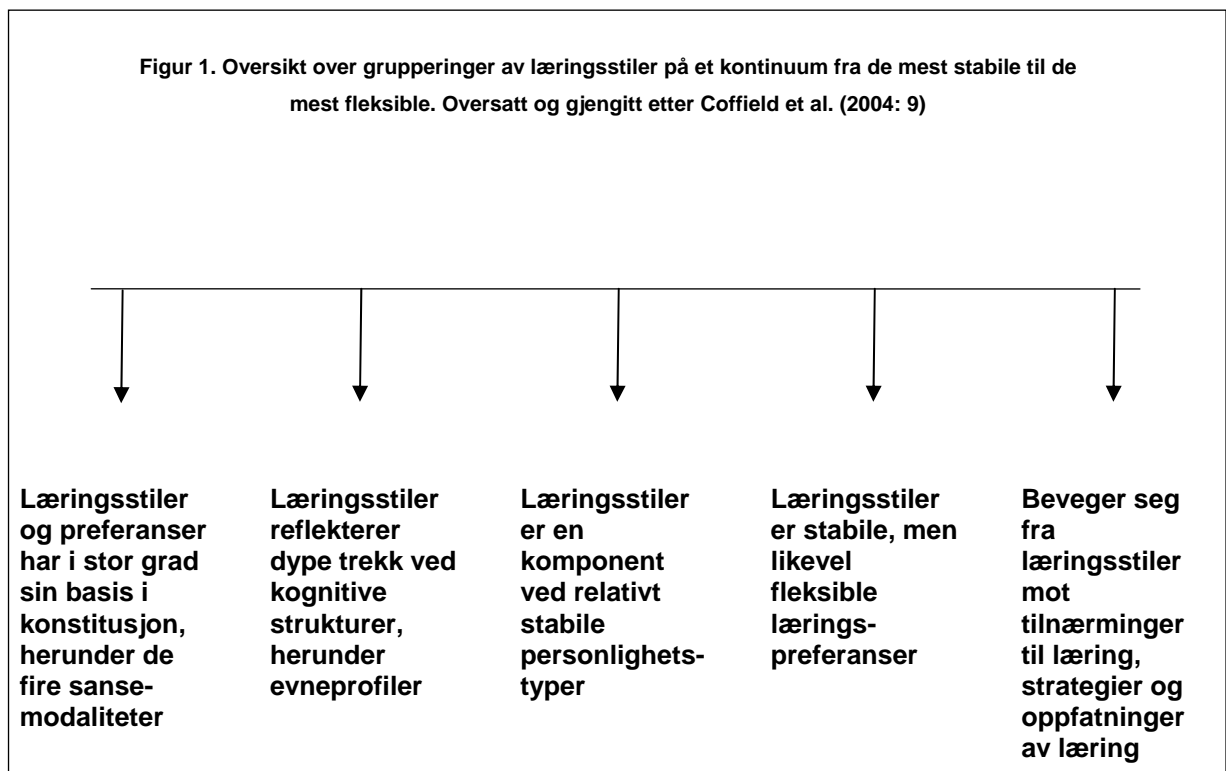 Figur 1. Oversikt over grupperinger av læringsstiler på et kontinuum fra de mest stabile til de
mest fleksible. Oversatt og gjengitt etter Coffield et al. (2004: 9)
Læringsstiler
og preferanser
har i stor grad
sin basis i
konstitusjon,
herunder de
fire sanse-
modaliteter
Læringsstiler
reflekterer
dype trekk ved
kognitive
strukturer,
herunder
evneprofiler
Læringsstiler
er en
komponent
ved relativt
stabile
personlighets-
typer
Læringsstiler
er stabile, men
likevel
fleksible
lærings-
preferanser
Beveger seg
fra
læringsstiler
mot
tilnærminger
til læring,
strategier og
oppfatninger
av læring